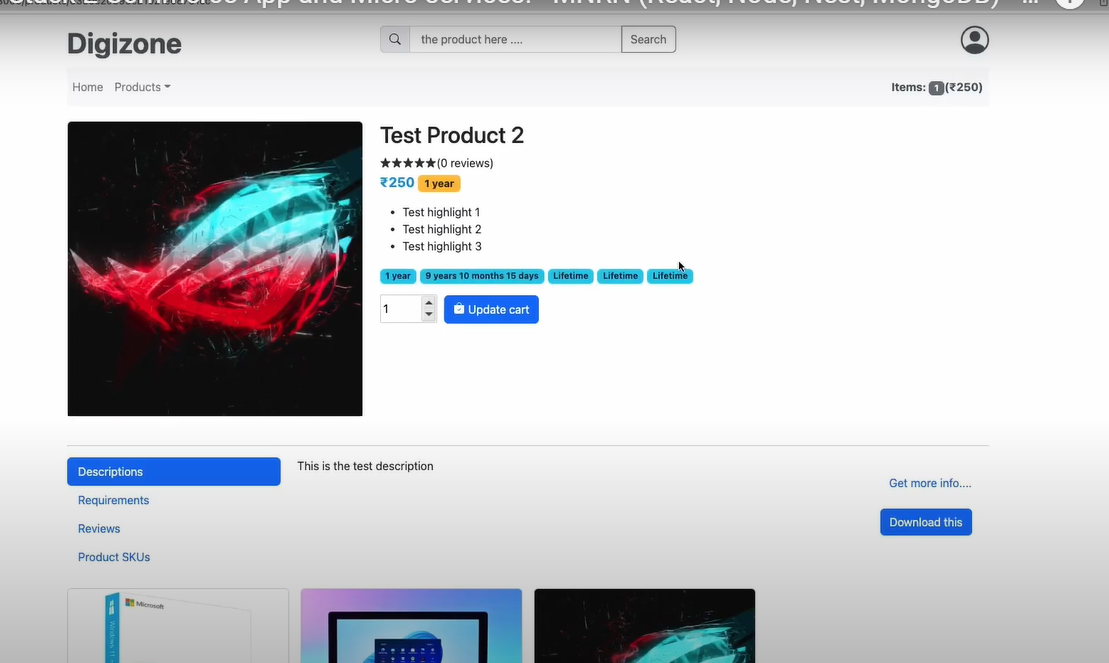 E-commerce App and Micro-services. - MNRN (React, Node, Nest, MongoDB) - ...
Digizone
the product here ....
Search
Home
Products
Items: 1 (₹250)
Test Product 2
★★★★★(0 reviews)
₹250 1 year
• Test highlight 1
• Test highlight 2
• Test highlight 3
1 year 9 years 10 months 15 days Lifetime Lifetime Lifetime
1
Update cart
Descriptions
Requirements
Reviews
Product SKUs
This is the test description
Get more info....
Download this
Microsoft